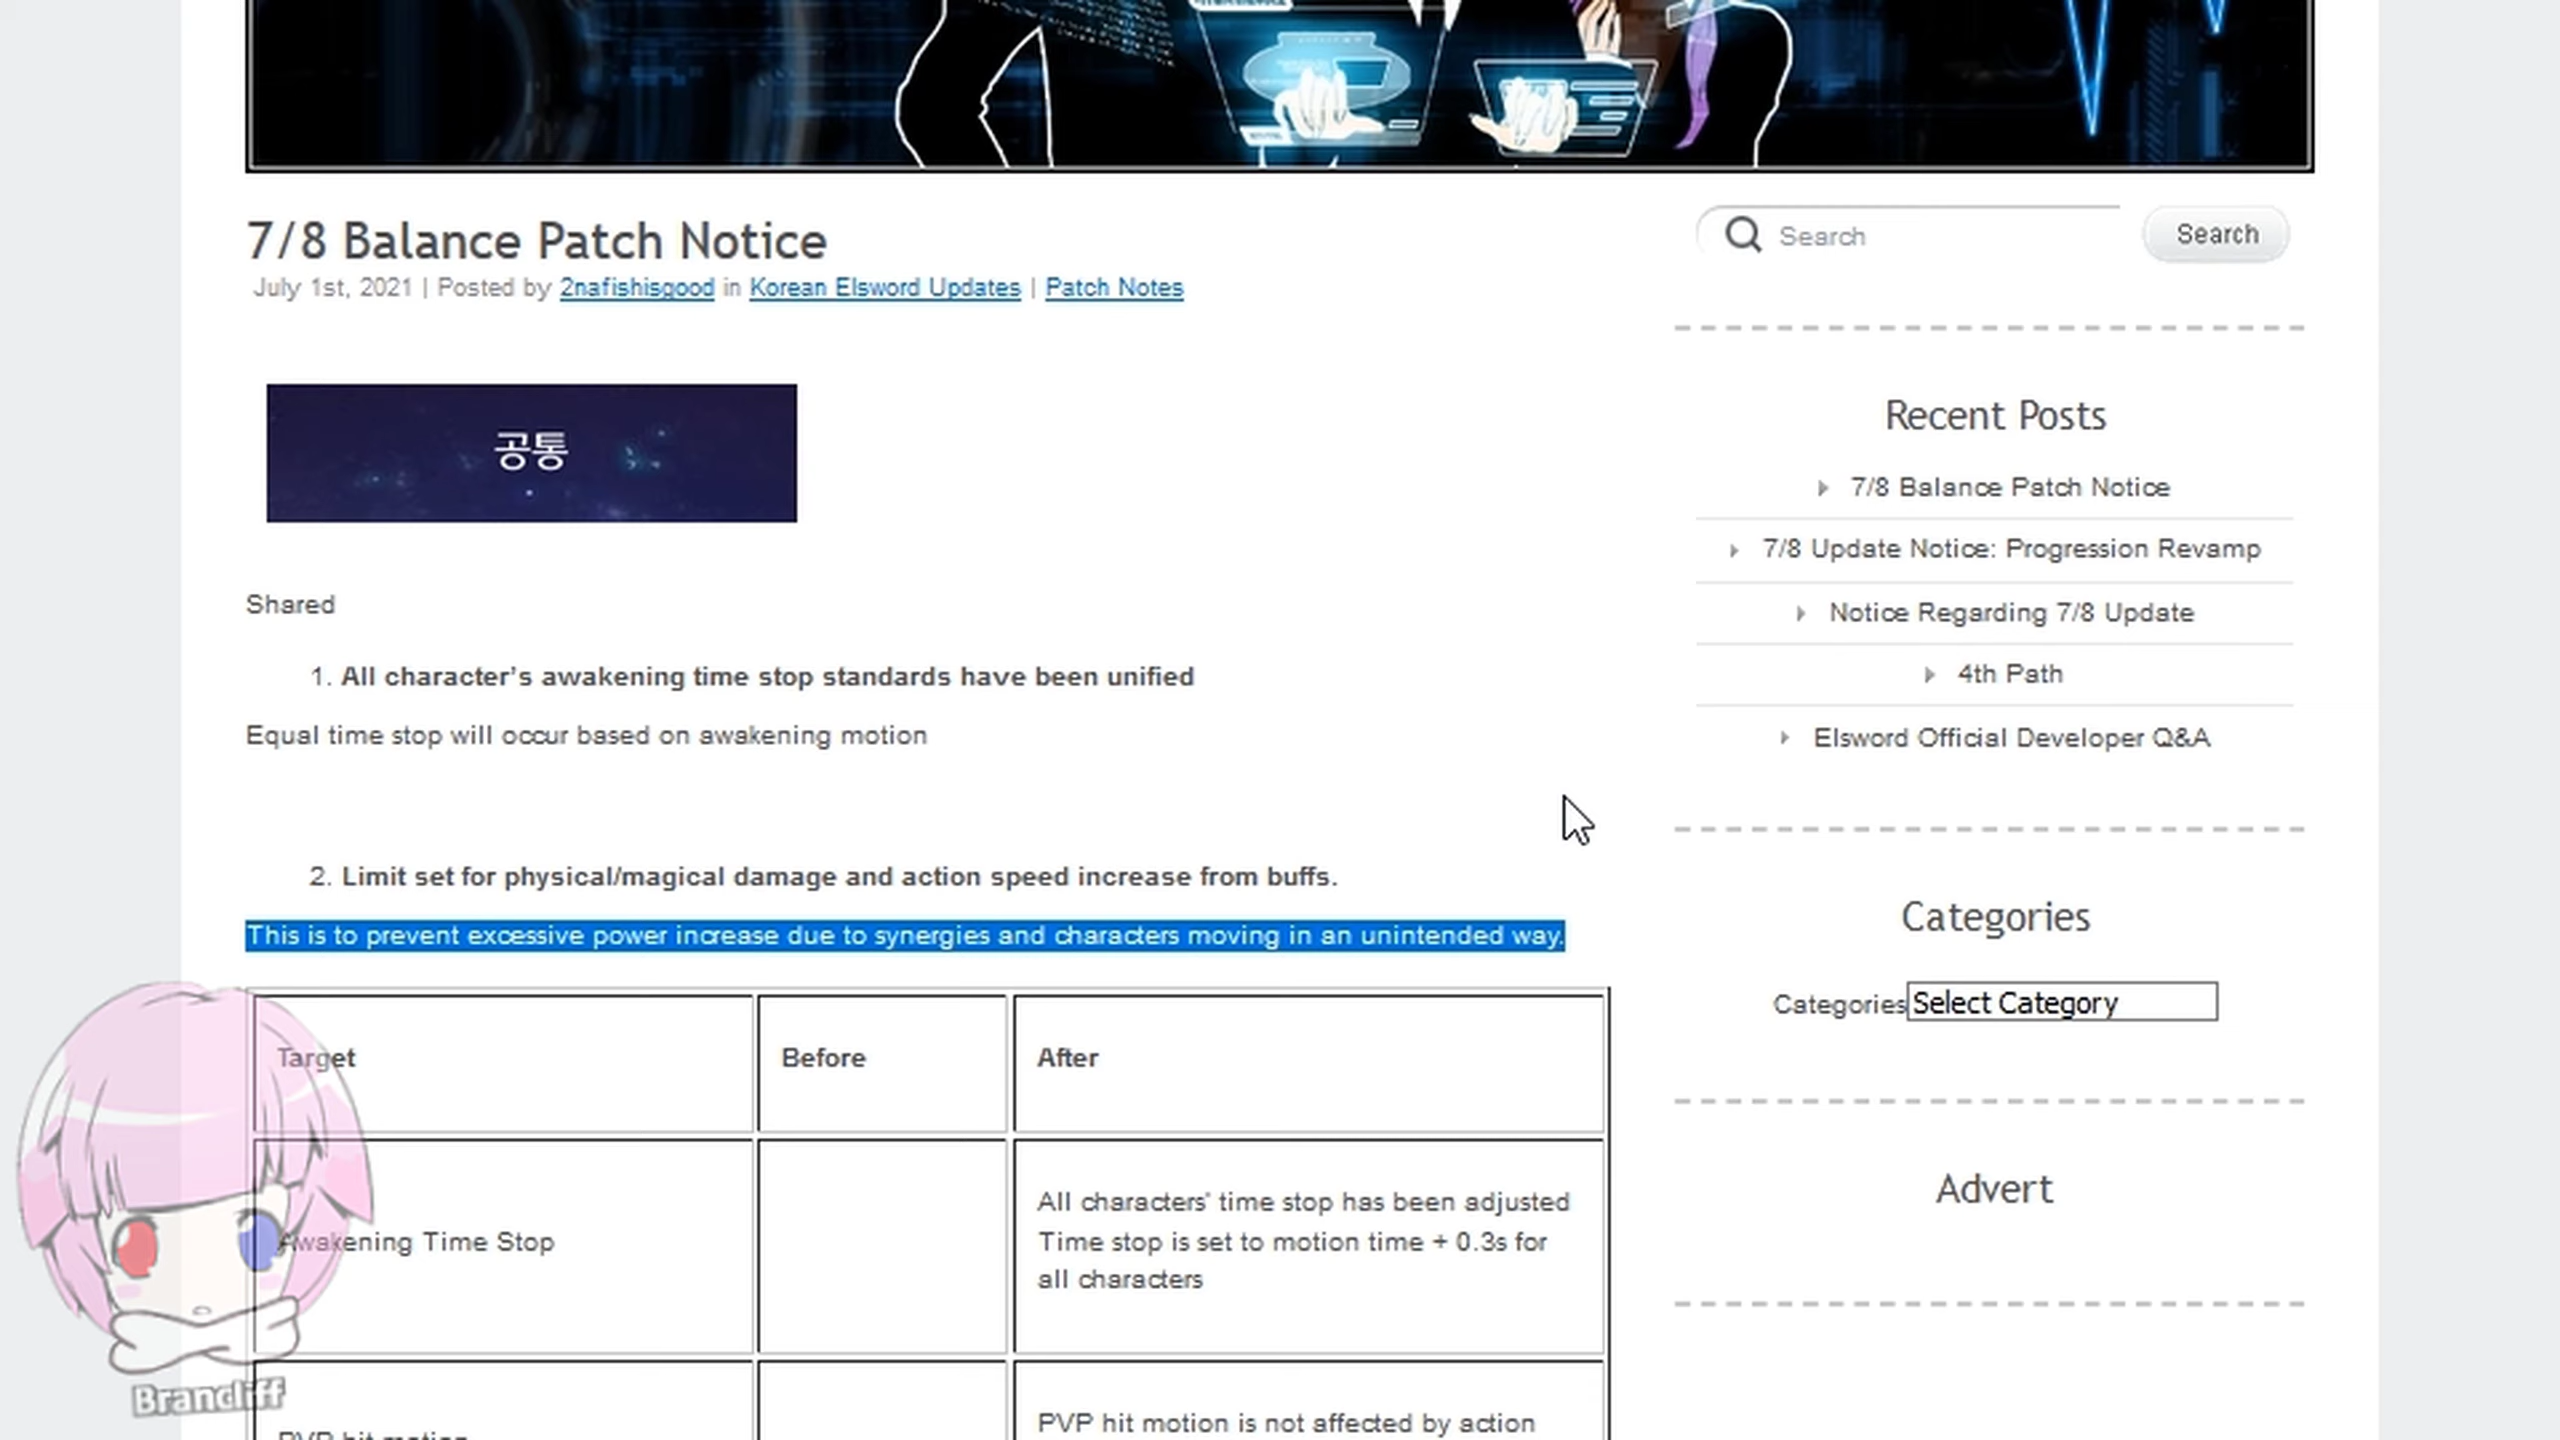 7/8 Balance Patch Notice
July 1st, 2021 | Posted by 2nafishisgood in Korean Elsword Updates | Patch Notes
공통
Shared
1. All character's awakening time stop standards have been unified
Equal time stop will occur based on awakening motion
2. Limit set for physical/magical damage and action speed increase from buffs.
This is to prevent excessive power increase due to synergies and characters moving in an unintended way.
Target
Before
After
Awakening Time Stop
All characters' time stop has been adjusted
Time stop is set to motion time + 0.3s for
all characters
PVP hit motion
PVP hit motion is not affected by action
Search
Search
Recent Posts
7/8 Balance Patch Notice
7/8 Update Notice: Progression Revamp
Notice Regarding 7/8 Update
4th Path
Elsword Official Developer Q&A
Categories
Categories Select Category
Advert
Brancliff